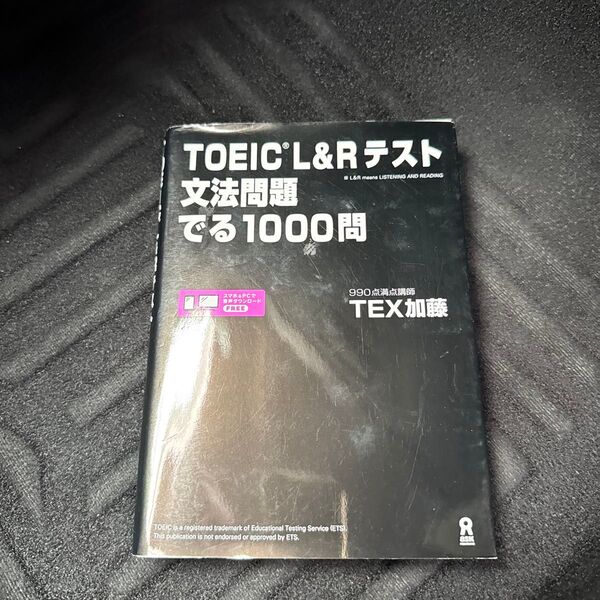 TOEIC® L&Rテスト
※ L&R means LISTENING AND READING
文法問題
でる1000問
スマホ&PCで
音声ダウンロード
FREE
990点満点講師
TEX加藤
TOEIC is a registered trademark of Educational Testing Service (ETS).
This publication is not endorsed or approved by ETS.
ask